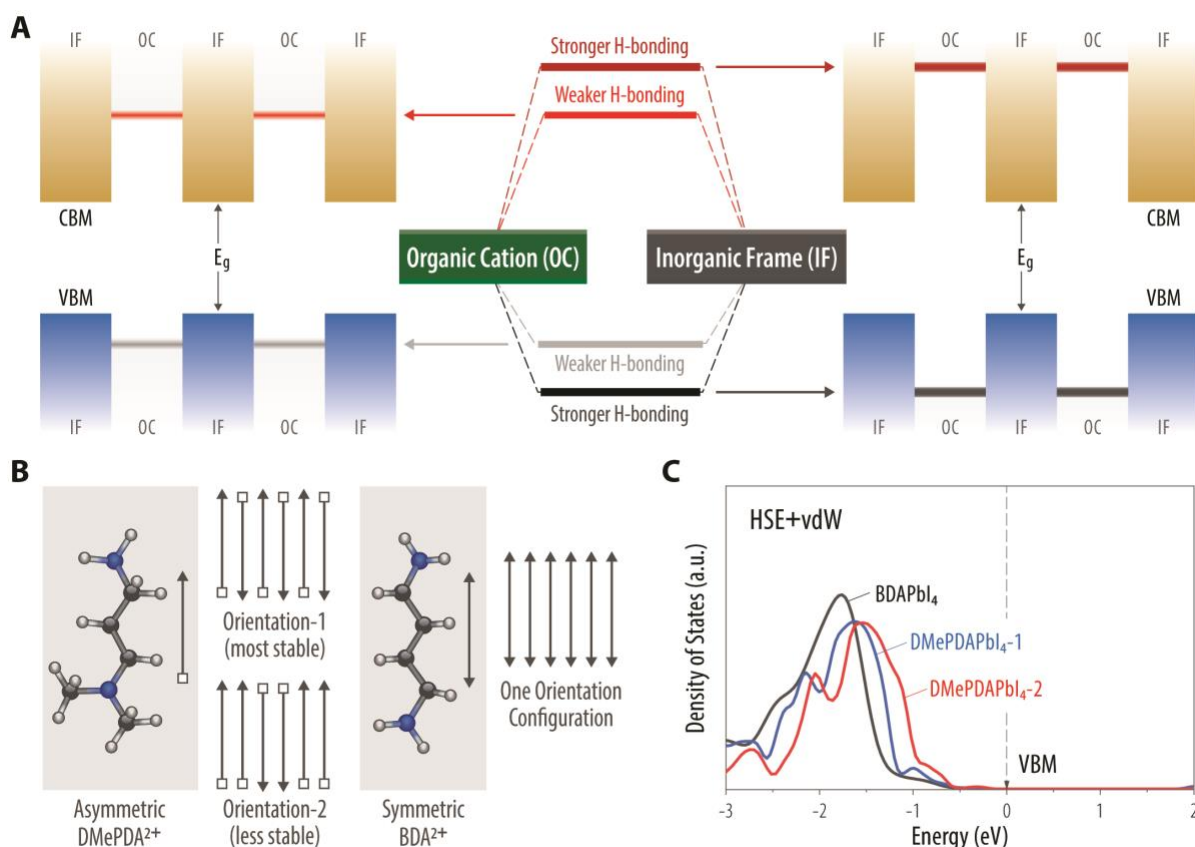 A
IF OC IF OC IF
Stronger H-bonding
Weaker H-bonding
IF OC IF OC IF
CBM
CBM
Organic Cation (OC)
Inorganic Frame (IF)
Eg
Eg
VBM
VBM
Weaker H-bonding
Stronger H-bonding
IF OC IF OC IF
IF OC IF OC IF
B
Orientation-1
(most stable)
Orientation-2
(less stable)
Asymmetric
DMePDA²⁺
One Orientation
Configuration
Symmetric
BDA²⁺
C
HSE+vdW
BDAPbI₄
DMePDAPbI₄-1
DMePDAPbI₄-2
VBM
Density of States (a.u.)
-3 -2 -1 0 1 2
Energy (eV)